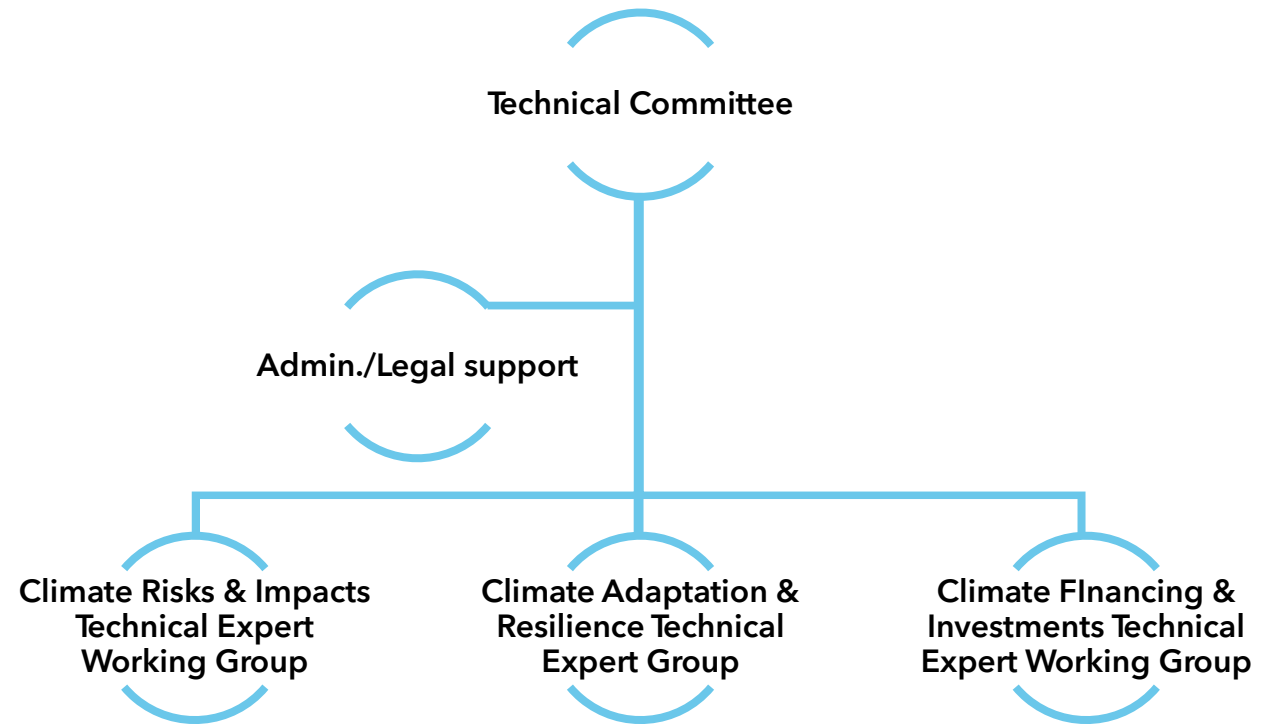 Technical Committee
Admin./Legal support
Climate Risks & Impacts
Technical Expert
Working Group
Climate Adaptation &
Resilience Technical
Expert Group
Climate FInancing &
Investments Technical
Expert Working Group